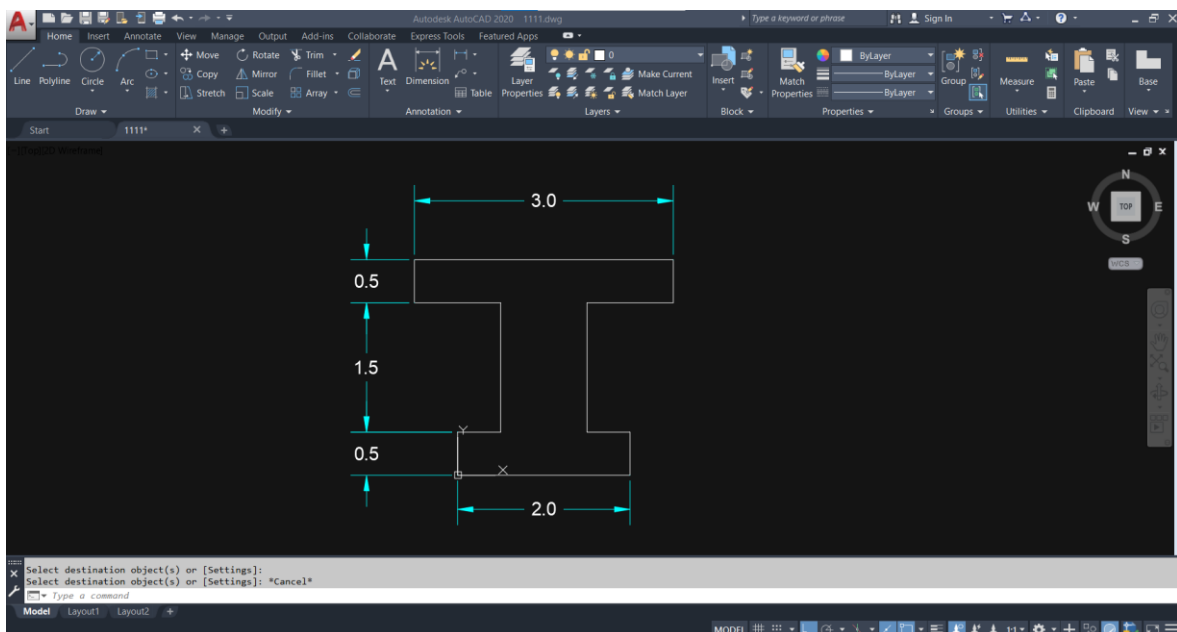 Autodesk AutoCAD 2020 1111.dwg
Type a keyword or phrase
Sign In
Home Insert Annotate View Manage Output Add-ins Collaborate Express Tools Featured Apps
Line Polyline Circle Arc
Move Rotate Trim
Copy Mirror Fillet
Stretch Scale Array
Text Dimension
Table
Layer Properties
0
Make Current
Match Layer
Insert
Match Properties
ByLayer
ByLayer
ByLayer
Group
Measure
Paste
Base
Draw Modify Annotation Layers Block Properties Groups Utilities Clipboard View
Start 1111*
N
W TOP E
S
WCS
3.0
0.5
1.5
0.5
Y
X
2.0
Select destination object(s) or [Settings]:
Select destination object(s) or [Settings]: *Cancel*
Type a command
Model Layout1 Layout2
MODEL 1:1